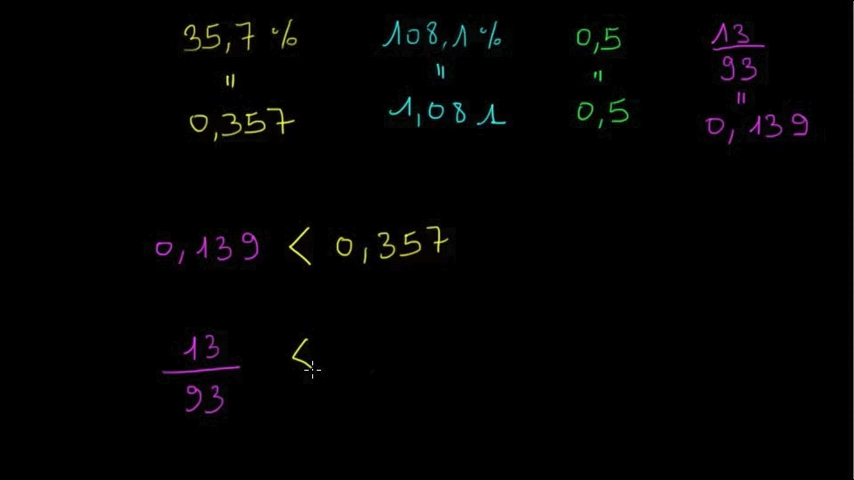 35,7 % 108,1 % 0,5 13/93
= = = =
0,357 1,081 0,5 0,139
0,139 < 0,357
13/93 <